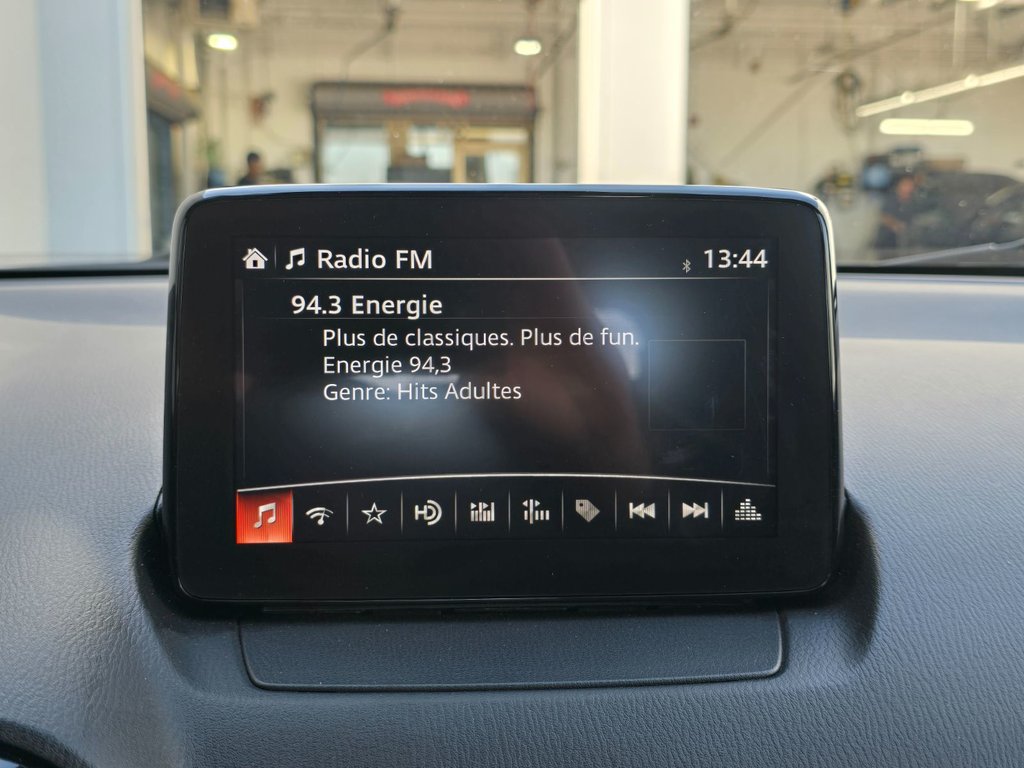 Radio FM
13:44
94.3 Energie
Plus de classiques. Plus de fun.
Energie 94,3
Genre: Hits Adultes
HD